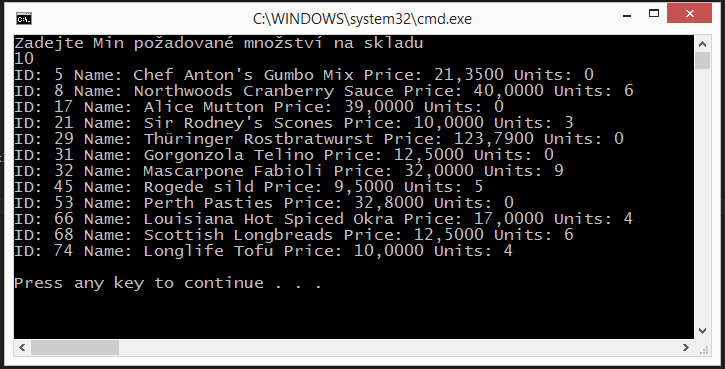 C:\WINDOWS\system32\cmd.exe
Zadejte Min požadované množství na skladu
10
ID: 5 Name: Chef Anton's Gumbo Mix Price: 21,3500 Units: 0
ID: 8 Name: Northwoods Cranberry Sauce Price: 40,0000 Units: 6
ID: 17 Name: Alice Mutton Price: 39,0000 Units: 0
ID: 21 Name: Sir Rodney's Scones Price: 10,0000 Units: 3
ID: 29 Name: Thüringer Rostbratwurst Price: 123,7900 Units: 0
ID: 31 Name: Gorgonzola Telino Price: 12,5000 Units: 0
ID: 32 Name: Mascarpone Fabioli Price: 32,0000 Units: 9
ID: 45 Name: Rogede sild Price: 9,5000 Units: 5
ID: 53 Name: Perth Pasties Price: 32,8000 Units: 0
ID: 66 Name: Louisiana Hot Spiced Okra Price: 17,0000 Units: 4
ID: 68 Name: Scottish Longbreads Price: 12,5000 Units: 6
ID: 74 Name: Longlife Tofu Price: 10,0000 Units: 4
Press any key to continue . . .